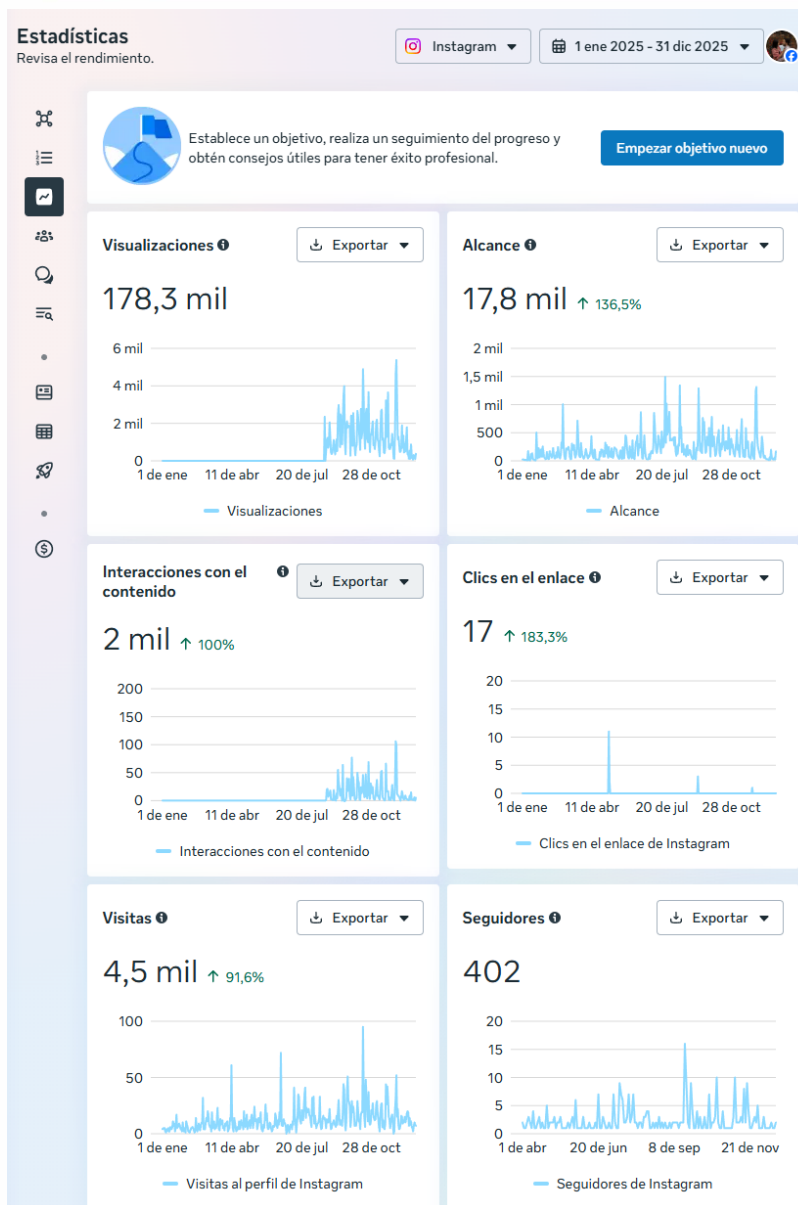 Estadísticas
Revisa el rendimiento.
Instagram
1 ene 2025 - 31 dic 2025
Establece un objetivo, realiza un seguimiento del progreso y
obtén consejos útiles para tener éxito profesional.
Empezar objetivo nuevo
Visualizaciones
Exportar
178,3 mil
6 mil
4 mil
2 mil
0
1 de ene 11 de abr 20 de jul 28 de oct
Visualizaciones
Alcance
Exportar
17,8 mil ↑ 136,5%
2 mil
1,5 mil
1 mil
500
0
1 de ene 11 de abr 20 de jul 28 de oct
Alcance
Interacciones con el
contenido
Exportar
2 mil ↑ 100%
200
150
100
50
0
1 de ene 11 de abr 20 de jul 28 de oct
Interacciones con el contenido
Clics en el enlace
Exportar
17 ↑ 183,3%
20
15
10
5
0
1 de ene 11 de abr 20 de jul 28 de oct
Clics en el enlace de Instagram
Visitas
Exportar
4,5 mil ↑ 91,6%
100
50
0
1 de ene 11 de abr 20 de jul 28 de oct
Visitas al perfil de Instagram
Seguidores
Exportar
402
20
15
10
5
0
1 de abr 20 de jun 8 de sep 21 de nov
Seguidores de Instagram